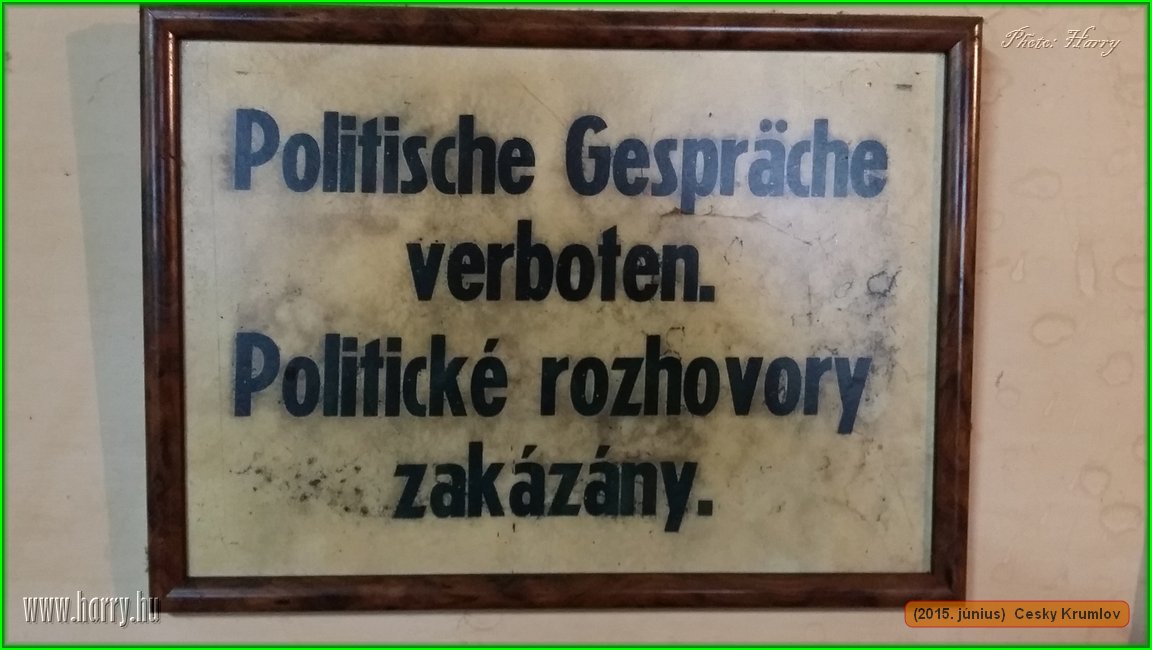 Photo: Harry
Politische Gespräche
verboten.
Politické rozhovory
zakázány.
www.harry.hu
(2015. június) Cesky Krumlov